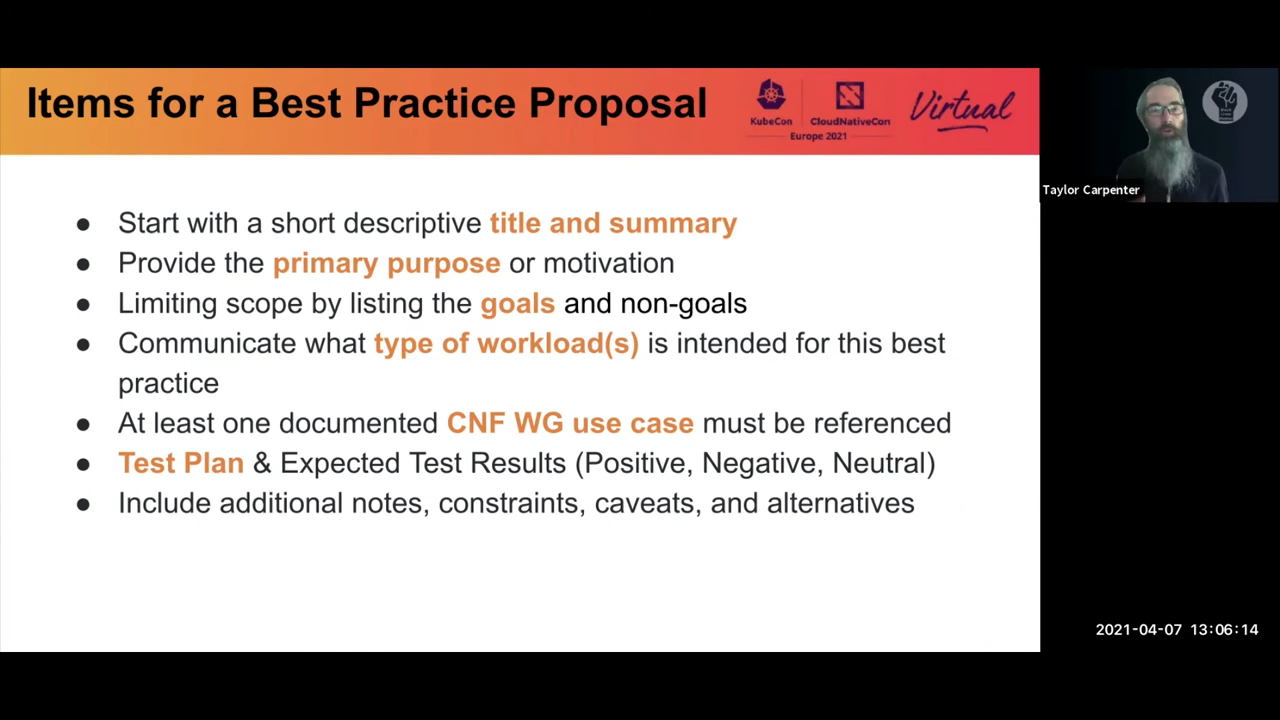 Items for a Best Practice Proposal
KubeCon
CloudNativeCon
Europe 2021
Virtual
Taylor Carpenter
● Start with a short descriptive title and summary
● Provide the primary purpose or motivation
● Limiting scope by listing the goals and non-goals
● Communicate what type of workload(s) is intended for this best
practice
● At least one documented CNF WG use case must be referenced
● Test Plan & Expected Test Results (Positive, Negative, Neutral)
● Include additional notes, constraints, caveats, and alternatives
2021-04-07 13:06:14